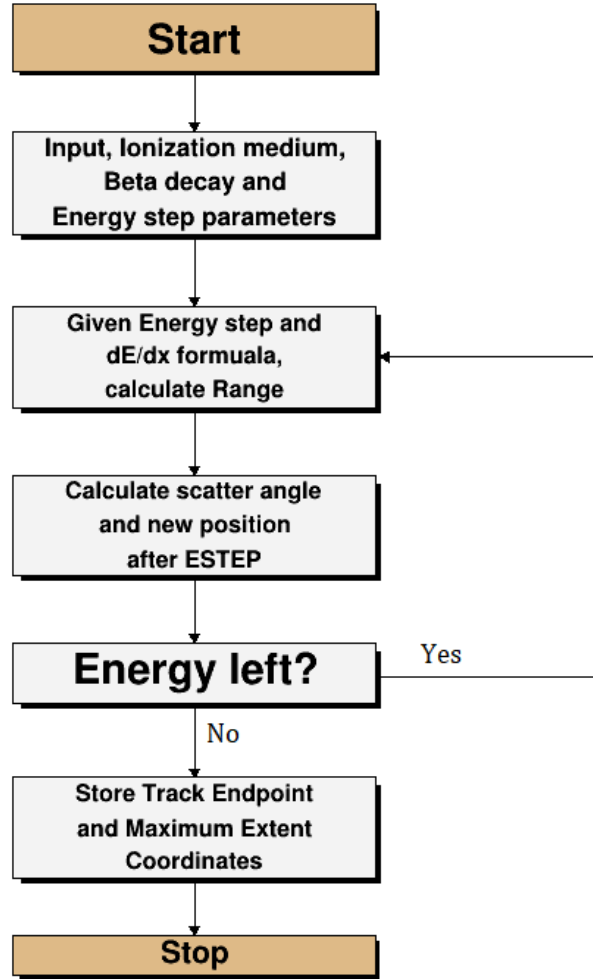 Start
Input, Ionization medium,
Beta decay and
Energy step parameters
Given Energy step and
dE/dx formuala,
calculate Range
Calculate scatter angle
and new position
after ESTEP
Energy left?
Yes
No
Store Track Endpoint
and Maximum Extent
Coordinates
Stop